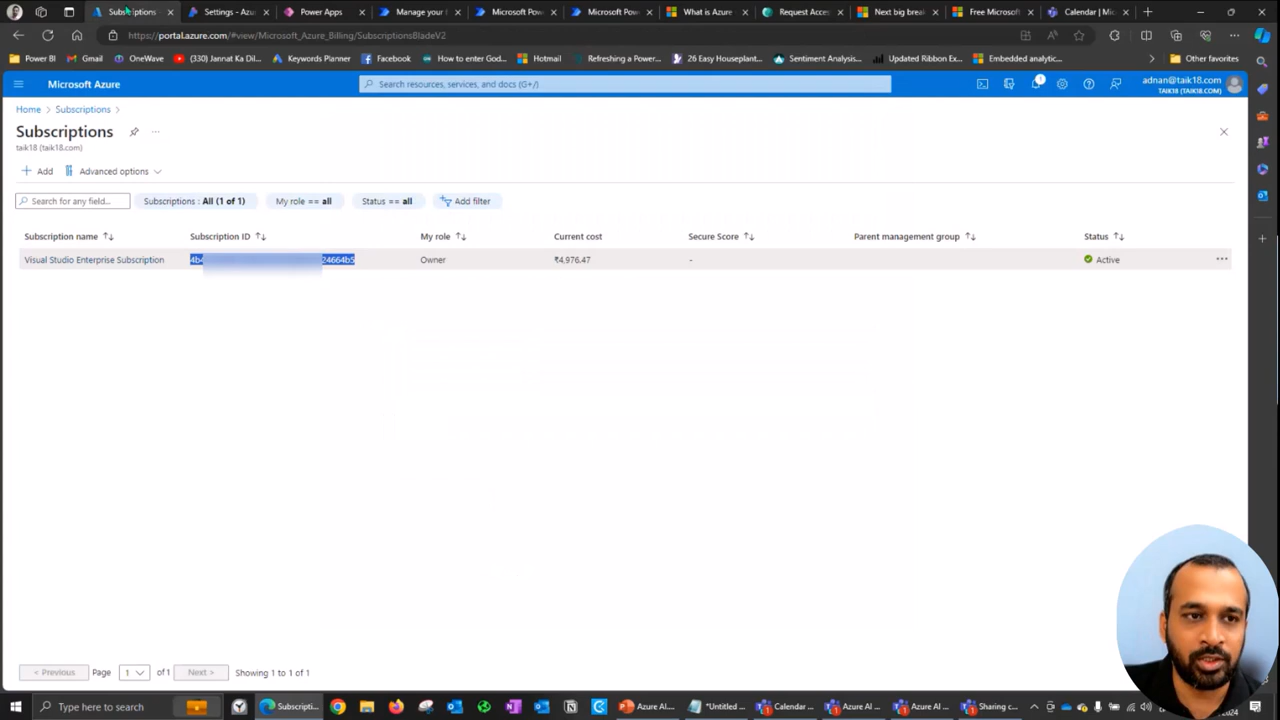 Subscriptions
Settings - Azu
Power Apps
Manage your
Microsoft Pow
Microsoft Pow
What is Azure
Request Acces
Next big break
Free Microsoft
Calendar | Mic
https://portal.azure.com/#view/Microsoft_Azure_Billing/SubscriptionsBladeV2
Power BI
Gmail
OneWave
(330) Jannat Ka Dil...
Keywords Planner
Facebook
How to enter God...
Hotmail
Refreshing a Power...
26 Easy Houseplant...
Sentiment Analysis...
Updated Ribbon Ex...
Embedded analytic...
Other favorites
Microsoft Azure
Search resources, services, and docs (G+/)
1
adnan@taik18.com
TAIK18 (TAIK18.COM)
Home > Subscriptions >
Subscriptions
...
taik18 (taik18.com)
+ Add
Advanced options
Search for any field...
Subscriptions : All (1 of 1)
My role == all
Status == all
Add filter
Subscription name
Subscription ID
My role
Current cost
Secure Score
Parent management group
Status
Visual Studio Enterprise Subscription
24664b5
Owner
₹4,976.47
-
Active
...
< Previous
Page
1
of 1
Next >
Showing 1 to 1 of 1
Type here to search
Subscripti...
Azure AI...
*Untitled ...
Calendar ...
Azure AI ...
Azure AI ...
Sharing c...
2024